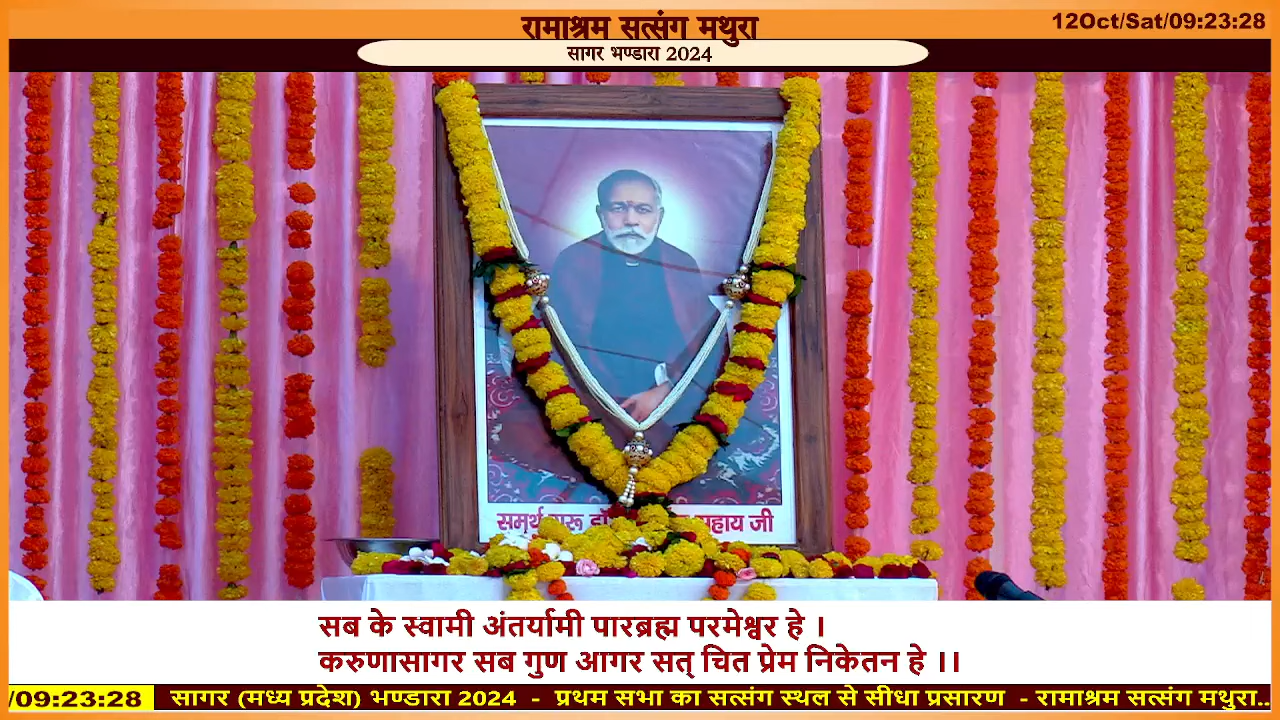 रामाश्रम सत्संग मथुरा
12Oct/Sat/09:23:28
सागर भण्डारा 2024
समर्थ गुरू डॉ सहाय जी
सब के स्वामी अंतर्यामी पारब्रह्म परमेश्वर हे ।
करुणासागर सब गुण आगर सत् चित प्रेम निकेतन हे ।।
/09:23:28 सागर (मध्य प्रदेश) भण्डारा 2024 - प्रथम सभा का सत्संग स्थल से सीधा प्रसारण - रामाश्रम सत्संग मथुरा..